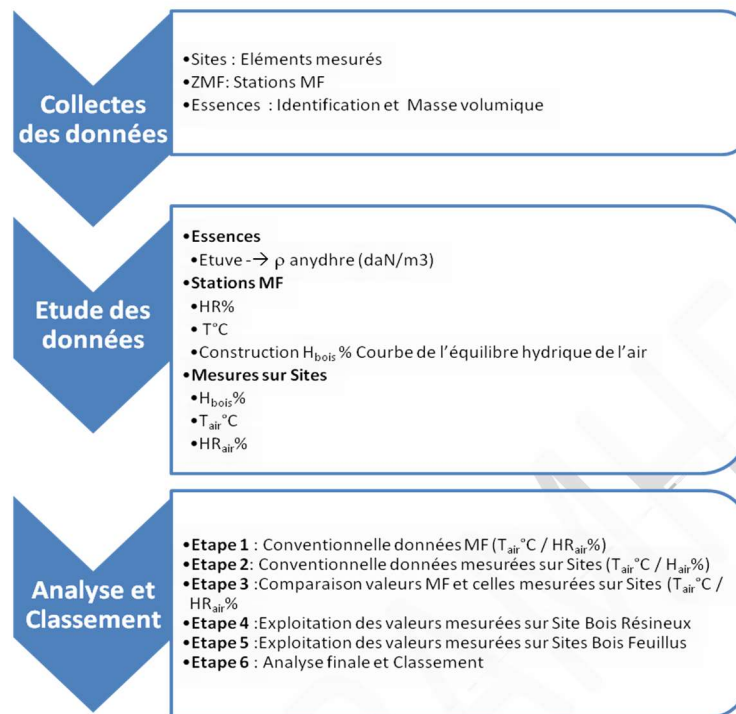 Collectes
des données
•Sites : Eléments mesurés
•ZMF: Stations MF
•Essences : Identification et Masse volumique
Etude des
données
•Essences
•Etuve -→ ρ anydhre (daN/m3)
•Stations MF
•HR%
• T°C
•Construction Hbois% Courbe de l'équilibre hydrique de l'air
•Mesures sur Sites
•Hbois%
•Tair°C
•HRair%
Analyse et
Classement
•Etape 1 : Conventionnelle données MF (Tair°C / HRair%)
•Etape 2: Conventionnelle données mesurées sur Sites (Tair°C / Hair%)
•Etape 3 :Comparaison valeurs MF et celles mesurées sur Sites (Tair°C /
HRair%
•Etape 4 :Exploitation des valeurs mesurées sur Site Bois Résineux
•Etape 5 :Exploitation des valeurs mesurées sur Sites Bois Feuillus
•Etape 6 : Analyse finale et Classement